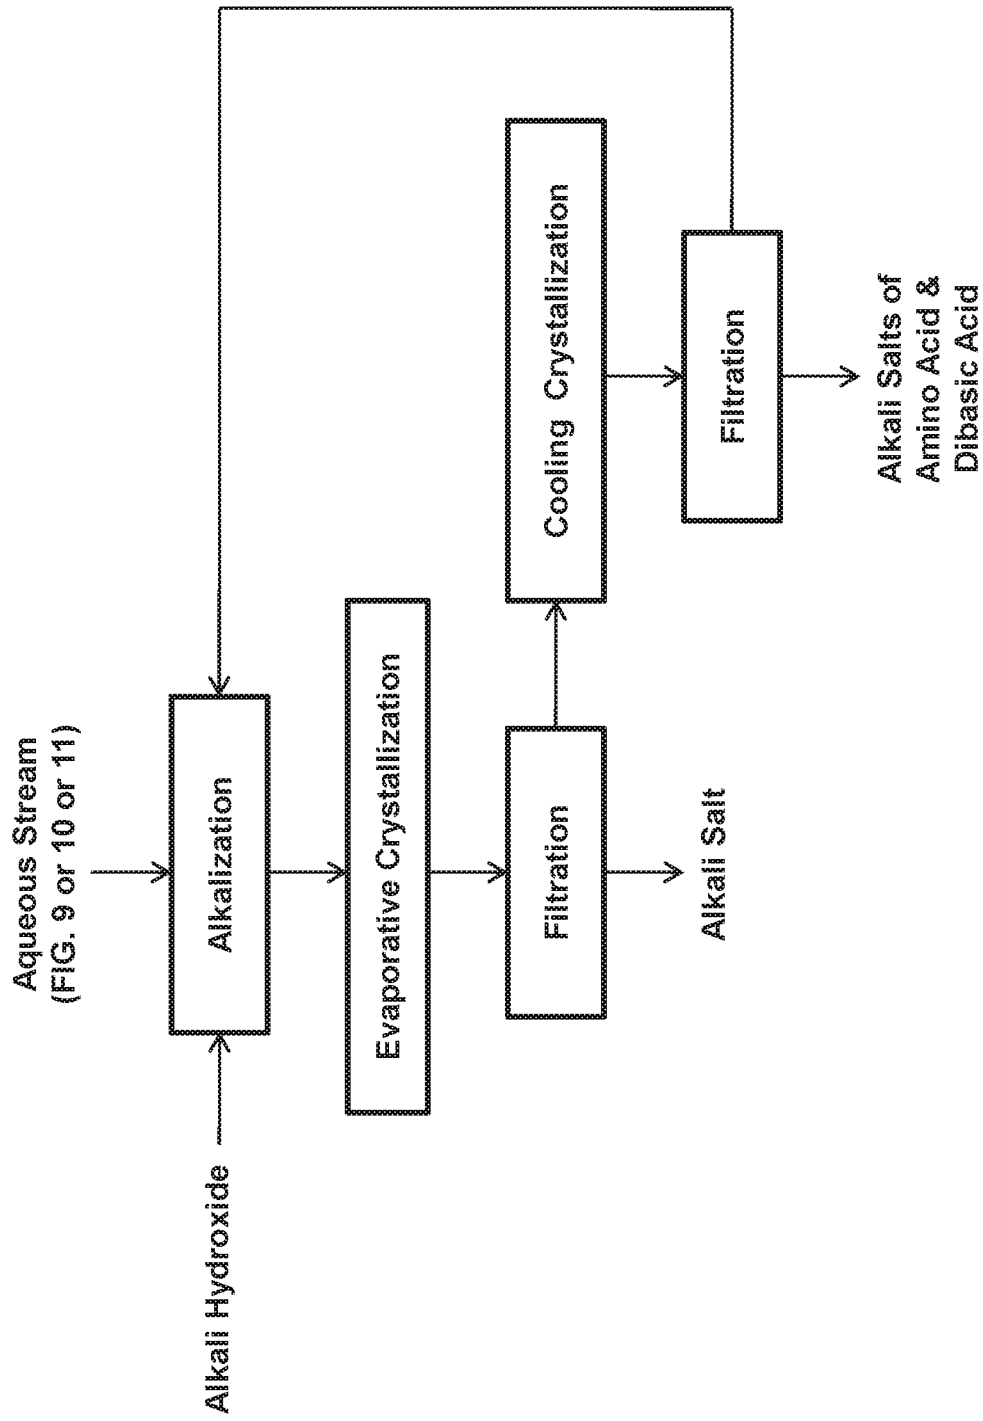 Aqueous Stream
(FIG. 9 or 10 or 11)
Alkali Hydroxide
Alkalization
Evaporative Crystallization
Filtration
Alkali Salt
Cooling Crystallization
Filtration
Alkali Salts of
Amino Acid &
Dibasic Acid